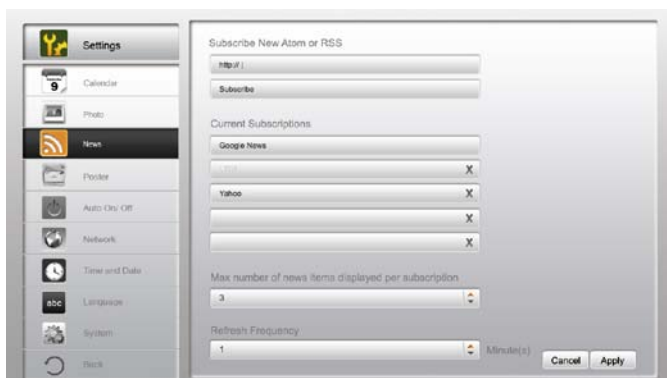 Settings
Calendar
Photo
News
Poster
Auto On/ Off
Network
Time and Date
Language
System
Back
Subscribe New Atom or RSS
http://
Subscribe
Current Subscriptions
Google News
X
Yahoo X
X
X
Max number of news items displayed per subscription
3
Refresh Frequency
1 Minute(s)
Cancel Apply
9
abc